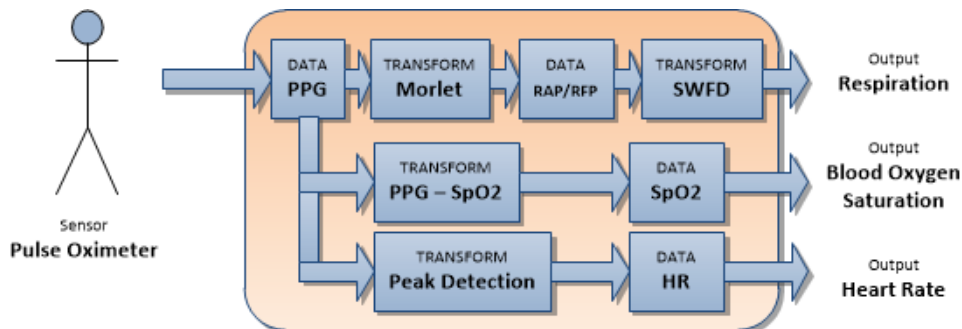 DATA
PPG
TRANSFORM
Morlet
DATA
RAP/RFP
TRANSFORM
SWFD
Output
Respiration
TRANSFORM
PPG – SpO2
DATA
SpO2
Output
Blood Oxygen
Saturation
Sensor
Pulse Oximeter
TRANSFORM
Peak Detection
DATA
HR
Output
Heart Rate